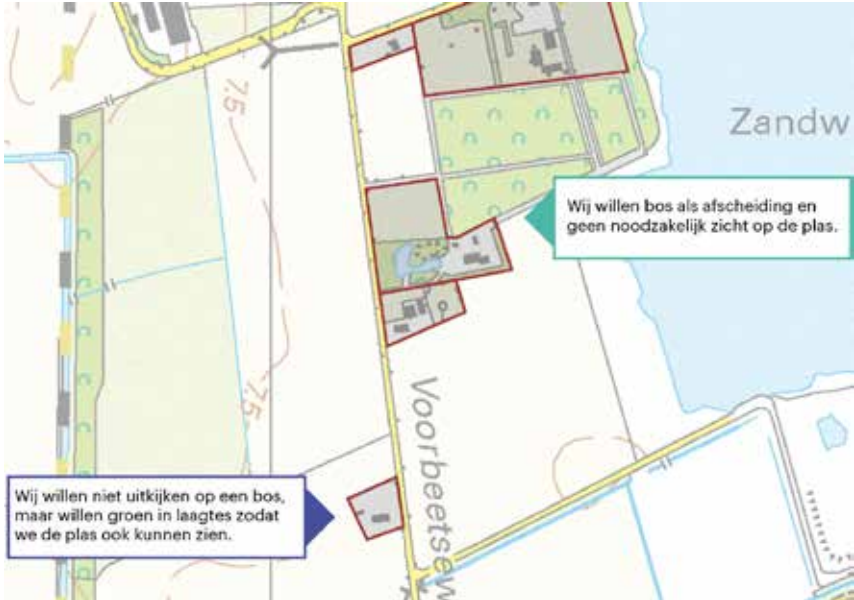 7.5
Zandw
Wij willen bos als afscheiding en
geen noodzakelijk zicht op de plas.
7.5
Voorbeetsew
Wij willen niet uitkijken op een bos,
maar willen groen in laagtes zodat
we de plas ook kunnen zien.